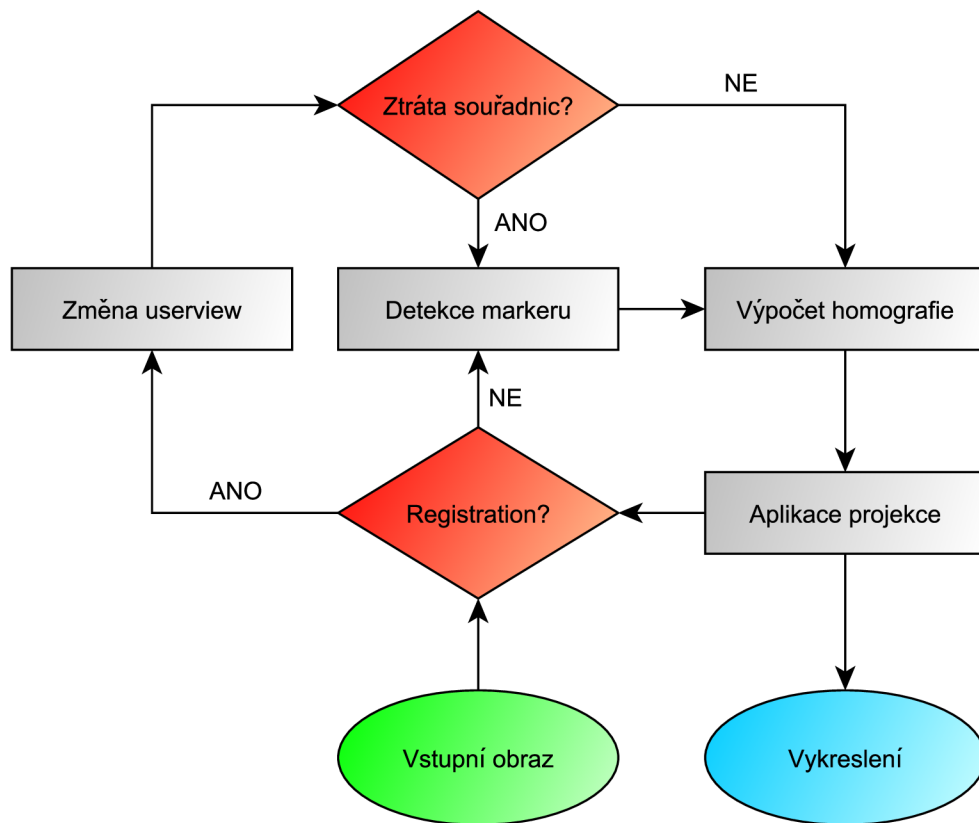 Ztráta souřadnic?
NE
ANO
Změna userview
Detekce markeru
Výpočet homografie
NE
ANO
Registration?
Aplikace projekce
Vstupní obraz
Vykreslení